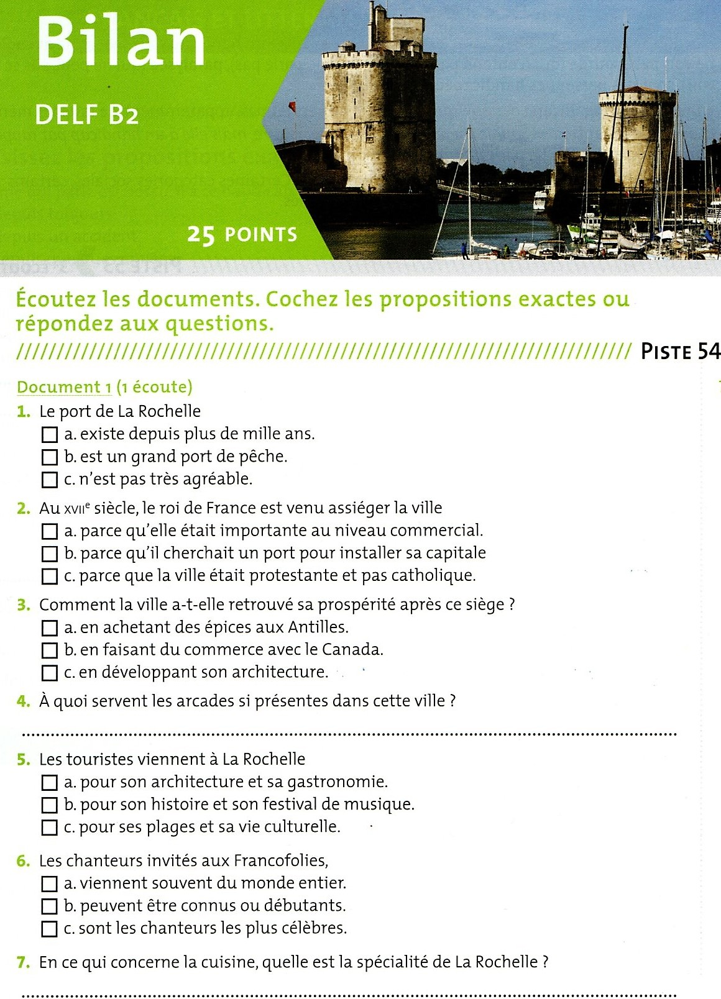 Bilan
DELF B2
25 POINTS
Écoutez les documents. Cochez les propositions exactes ou
répondez aux questions.
PISTE 54
Document 1 (1 écoute)
1. Le port de La Rochelle
a. existe depuis plus de mille ans.
b. est un grand port de pêche.
c. n'est pas très agréable.
2. Au XVIIe siècle, le roi de France est venu assiéger la ville
a. parce qu'elle était importante au niveau commercial.
b. parce qu'il cherchait un port pour installer sa capitale
c. parce que la ville était protestante et pas catholique.
3. Comment la ville a-t-elle retrouvé sa prospérité après ce siège ?
a. en achetant des épices aux Antilles.
b. en faisant du commerce avec le Canada.
c. en développant son architecture.
4. À quoi servent les arcades si présentes dans cette ville ?
5. Les touristes viennent à La Rochelle
a. pour son architecture et sa gastronomie.
b. pour son histoire et son festival de musique.
c. pour ses plages et sa vie culturelle.
6. Les chanteurs invités aux Francofolies,
a. viennent souvent du monde entier.
b. peuvent être connus ou débutants.
c. sont les chanteurs les plus célèbres.
7. En ce qui concerne la cuisine, quelle est la spécialité de La Rochelle ?